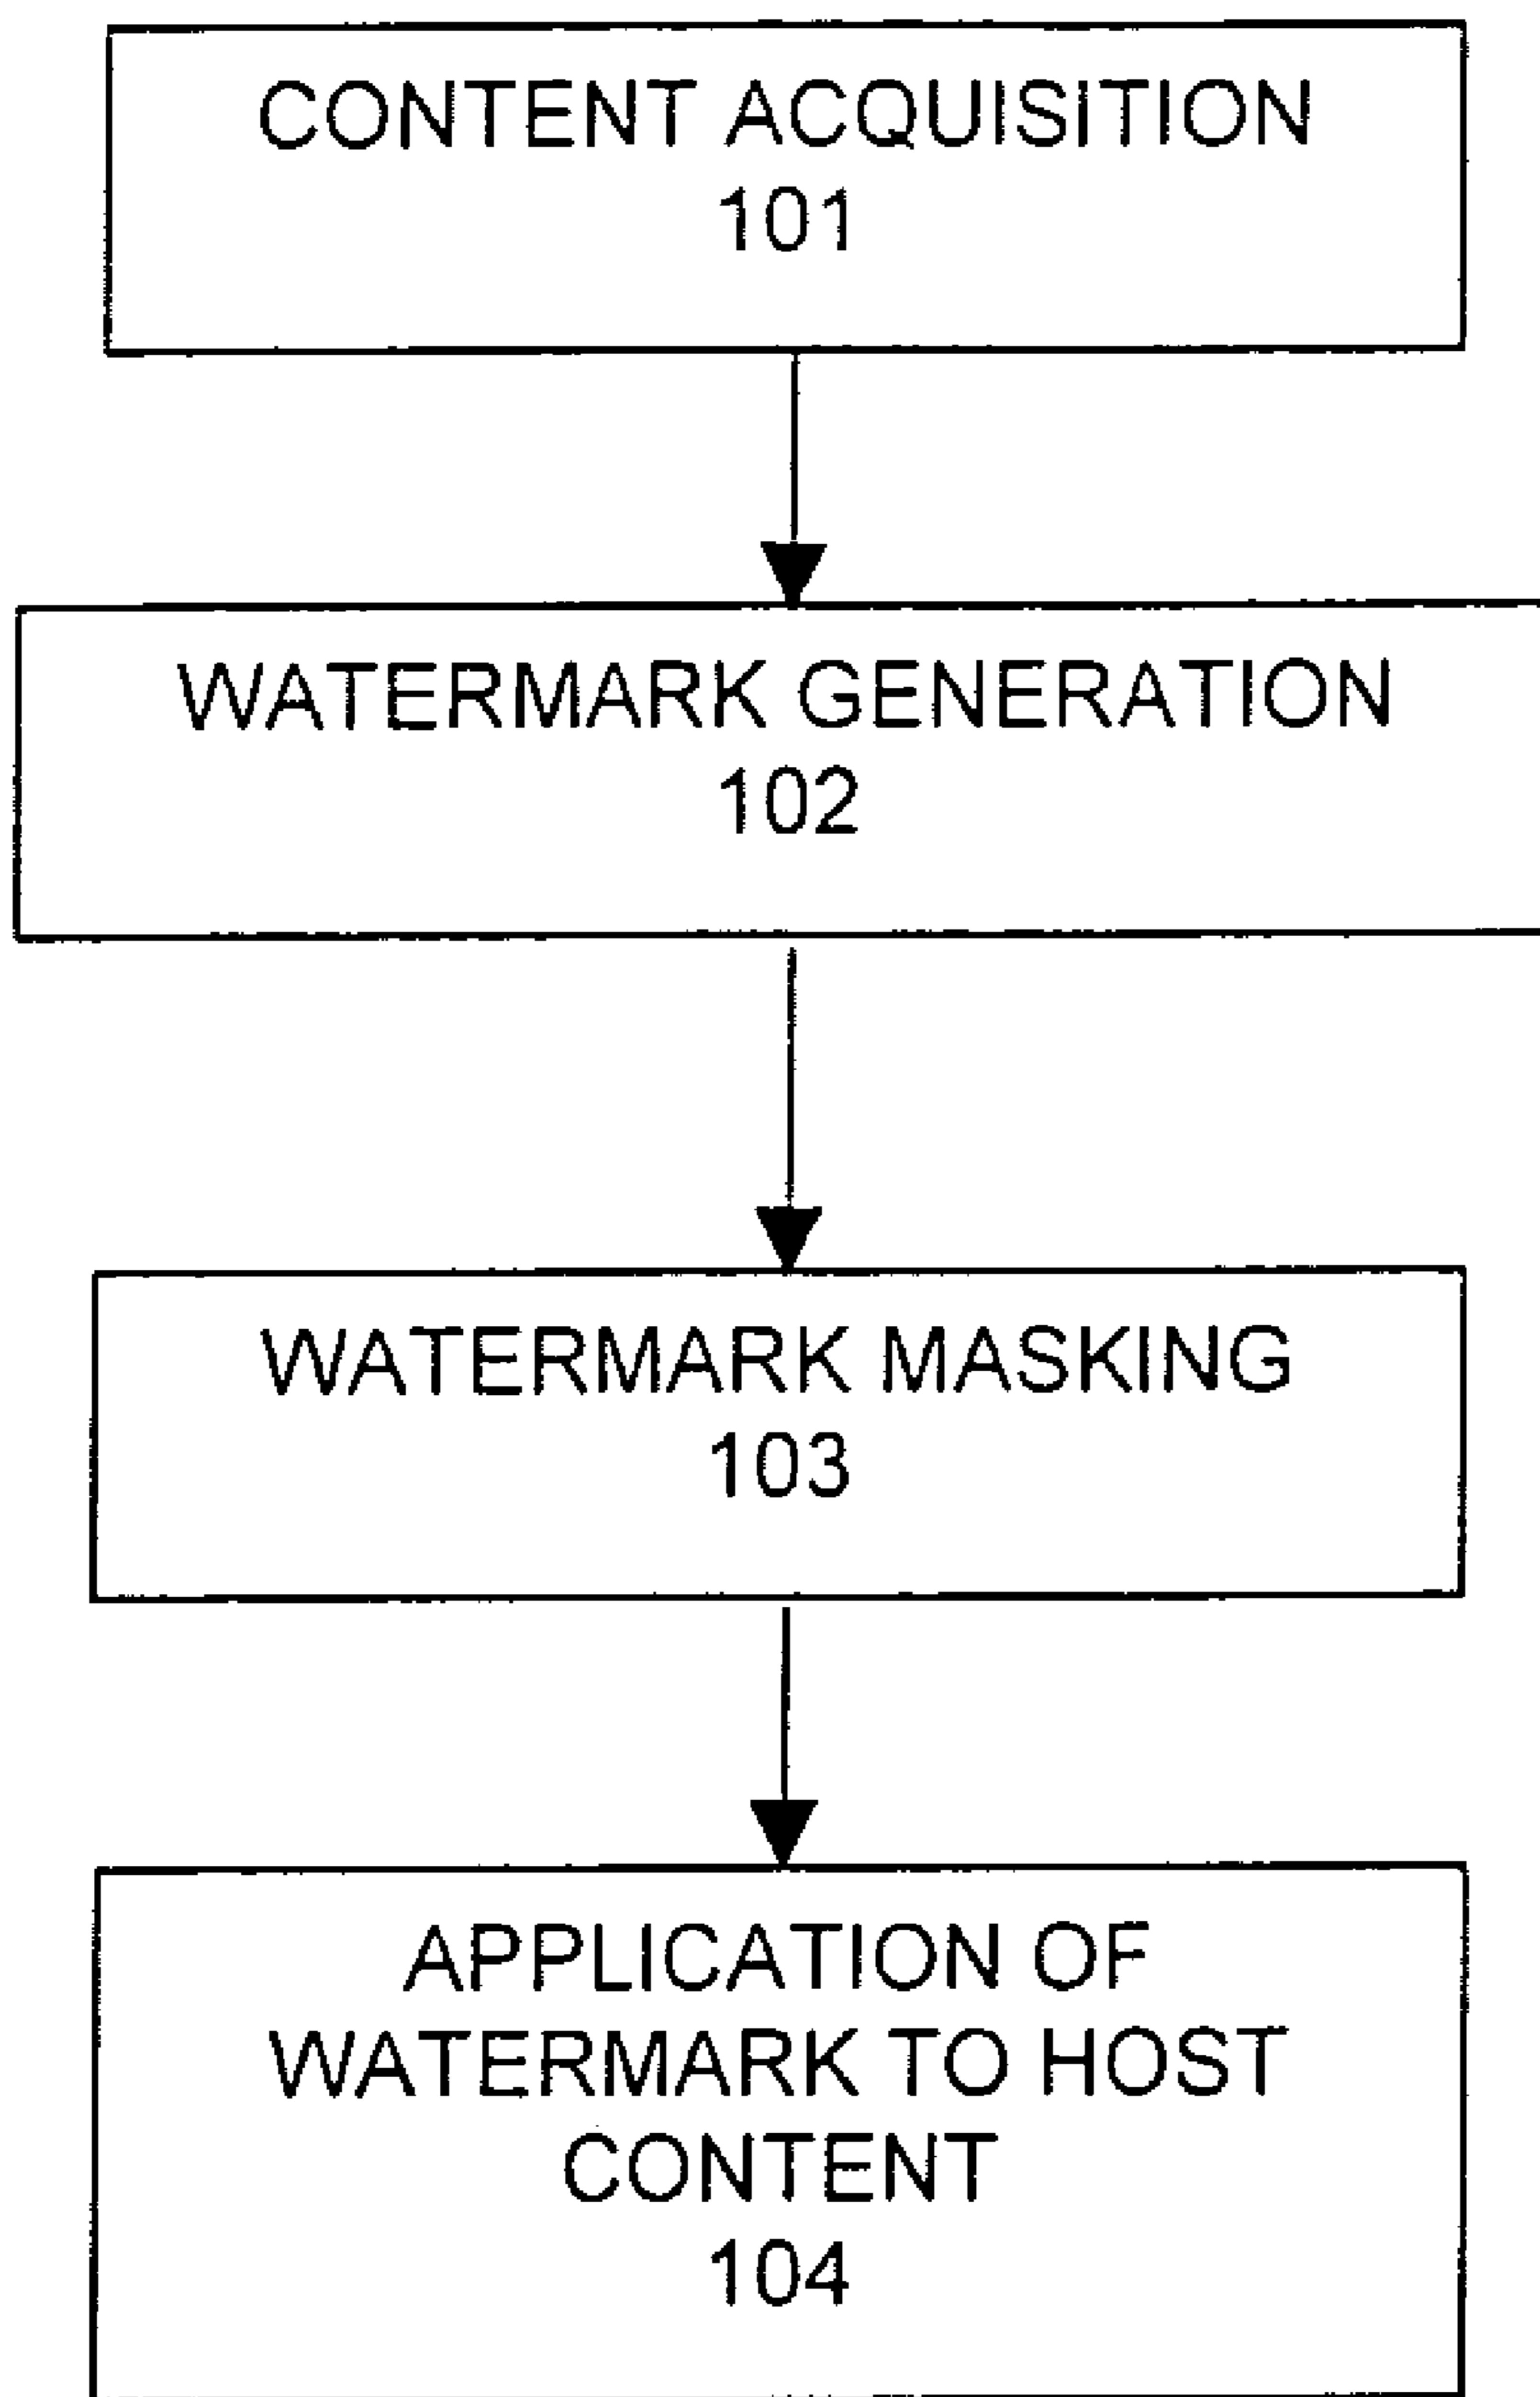 CONTENT ACQUISITION
101
WATERMARK GENERATION
102
WATERMARK MASKING
103
APPLICATION OF
WATERMARK TO HOST
CONTENT
104